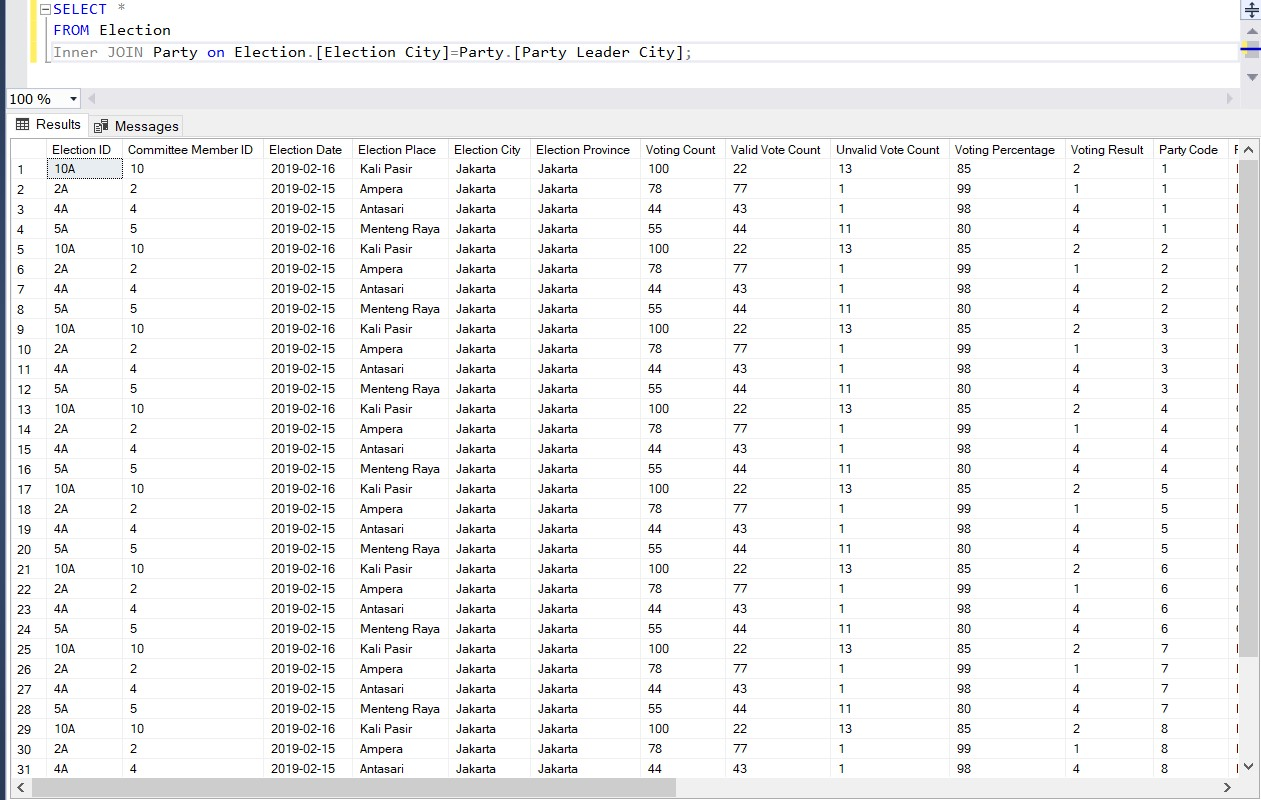 SELECT *
FROM Election
Inner JOIN Party on Election.[Election City]=Party.[Party Leader City];
100 %
Results Messages
Election ID Committee Member ID Election Date Election Place Election City Election Province Voting Count Valid Vote Count Unvalid Vote Count Voting Percentage Voting Result Party Code
1 10A 10 2019-02-16 Kali Pasir Jakarta Jakarta 100 22 13 85 2 1
2 2A 2 2019-02-15 Ampera Jakarta Jakarta 78 77 1 99 1 1
3 4A 4 2019-02-15 Antasari Jakarta Jakarta 44 43 1 98 4 1
4 5A 5 2019-02-15 Menteng Raya Jakarta Jakarta 55 44 11 80 4 1
5 10A 10 2019-02-16 Kali Pasir Jakarta Jakarta 100 22 13 85 2 2
6 2A 2 2019-02-15 Ampera Jakarta Jakarta 78 77 1 99 1 2
7 4A 4 2019-02-15 Antasari Jakarta Jakarta 44 43 1 98 4 2
8 5A 5 2019-02-15 Menteng Raya Jakarta Jakarta 55 44 11 80 4 2
9 10A 10 2019-02-16 Kali Pasir Jakarta Jakarta 100 22 13 85 2 3
10 2A 2 2019-02-15 Ampera Jakarta Jakarta 78 77 1 99 1 3
11 4A 4 2019-02-15 Antasari Jakarta Jakarta 44 43 1 98 4 3
12 5A 5 2019-02-15 Menteng Raya Jakarta Jakarta 55 44 11 80 4 3
13 10A 10 2019-02-16 Kali Pasir Jakarta Jakarta 100 22 13 85 2 4
14 2A 2 2019-02-15 Ampera Jakarta Jakarta 78 77 1 99 1 4
15 4A 4 2019-02-15 Antasari Jakarta Jakarta 44 43 1 98 4 4
16 5A 5 2019-02-15 Menteng Raya Jakarta Jakarta 55 44 11 80 4 4
17 10A 10 2019-02-16 Kali Pasir Jakarta Jakarta 100 22 13 85 2 5
18 2A 2 2019-02-15 Ampera Jakarta Jakarta 78 77 1 99 1 5
19 4A 4 2019-02-15 Antasari Jakarta Jakarta 44 43 1 98 4 5
20 5A 5 2019-02-15 Menteng Raya Jakarta Jakarta 55 44 11 80 4 5
21 10A 10 2019-02-16 Kali Pasir Jakarta Jakarta 100 22 13 85 2 6
22 2A 2 2019-02-15 Ampera Jakarta Jakarta 78 77 1 99 1 6
23 4A 4 2019-02-15 Antasari Jakarta Jakarta 44 43 1 98 4 6
24 5A 5 2019-02-15 Menteng Raya Jakarta Jakarta 55 44 11 80 4 6
25 10A 10 2019-02-16 Kali Pasir Jakarta Jakarta 100 22 13 85 2 7
26 2A 2 2019-02-15 Ampera Jakarta Jakarta 78 77 1 99 1 7
27 4A 4 2019-02-15 Antasari Jakarta Jakarta 44 43 1 98 4 7
28 5A 5 2019-02-15 Menteng Raya Jakarta Jakarta 55 44 11 80 4 7
29 10A 10 2019-02-16 Kali Pasir Jakarta Jakarta 100 22 13 85 2 8
30 2A 2 2019-02-15 Ampera Jakarta Jakarta 78 77 1 99 1 8
31 4A 4 2019-02-15 Antasari Jakarta Jakarta 44 43 1 98 4 8